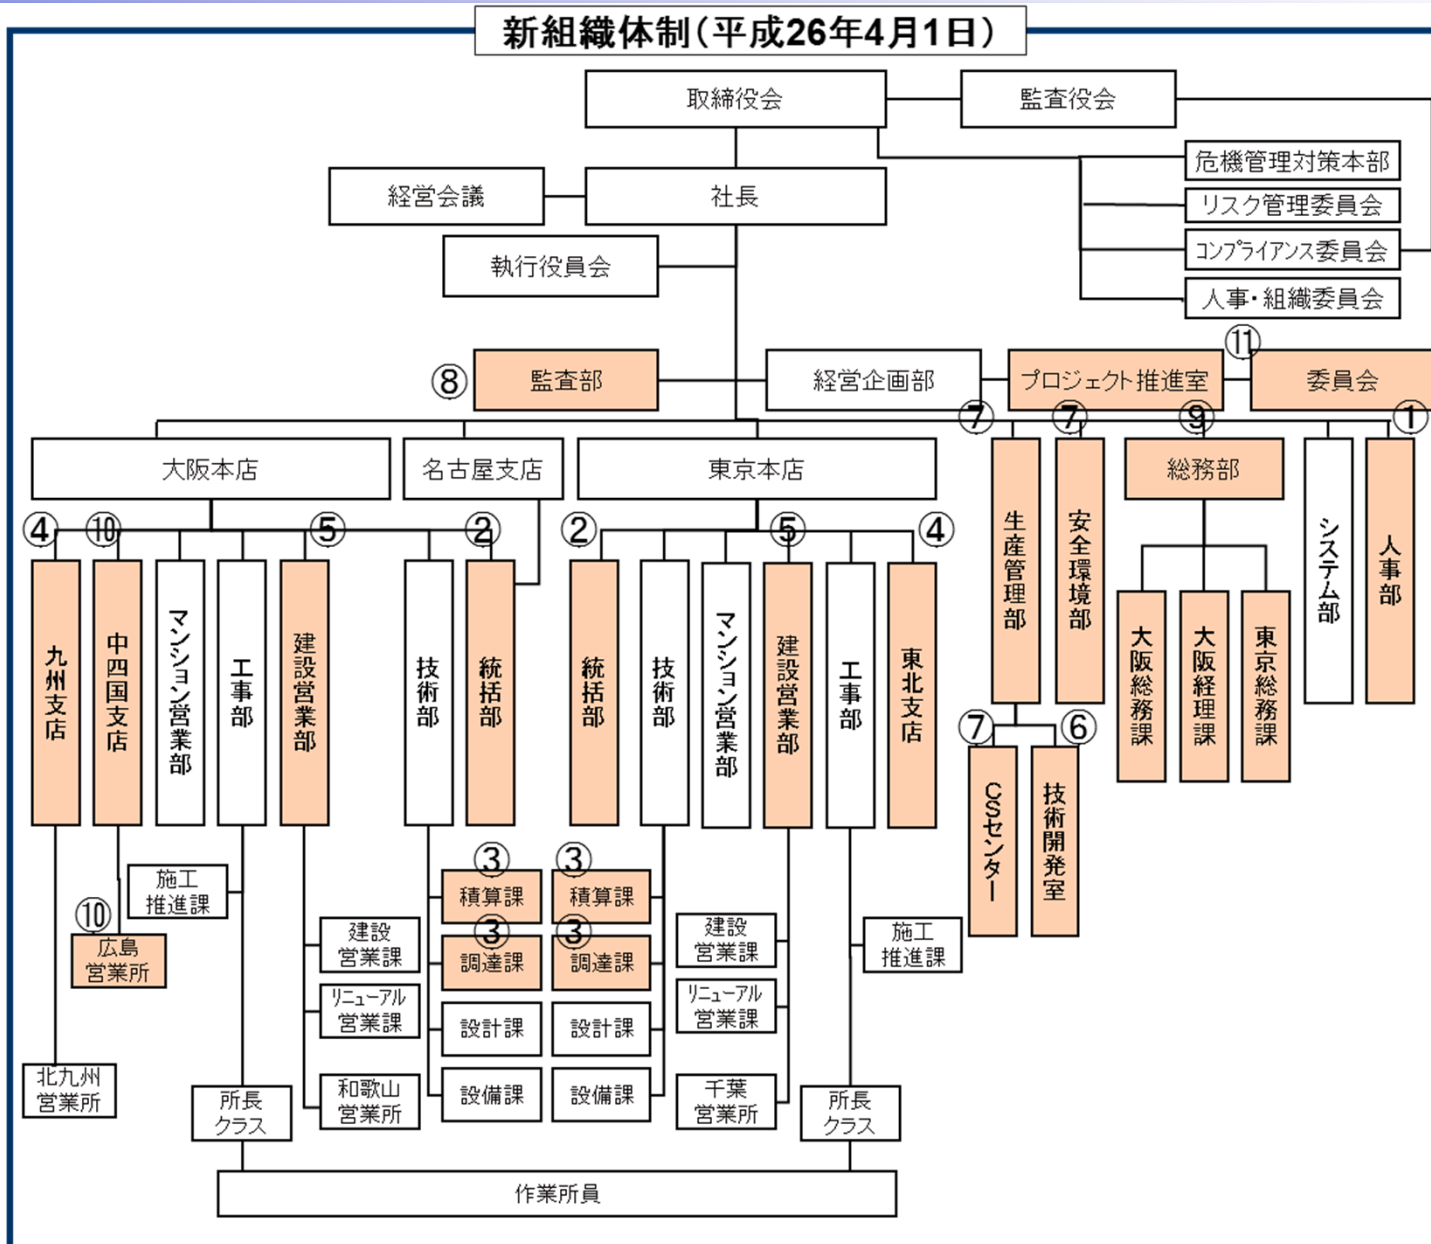 新組織体制(平成26年4月1日)
取締役会
監査役会
危機管理対策本部
経営会議
社長
リスク管理委員会
コンプライアンス委員会
執行役員会
人事・組織委員会
⑪
⑧
監査部
経営企画部
プロジェクト推進室
委員会
⑦
⑦
⑨
①
大阪本店
名古屋支店
東京本店
総務部
④
⑩
⑤
②
②
⑤
④
生産管理部
安全環境部
システム部
人事部
九州支店
中四国支店
マンション営業部
工事部
建設営業部
技術部
統括部
統括部
技術部
マンション営業部
建設営業部
工事部
東北支店
大阪総務課
大阪経理課
東京総務課
⑦
⑥
CSセンター
技術開発室
③
③
施工
推進課
積算課
積算課
⑩
③
③
広島
営業所
建設
営業課
調達課
調達課
建設
営業課
施工
推進課
リニューアル
営業課
設計課
設計課
リニューアル
営業課
北九州
営業所
所長
クラス
和歌山
営業所
設備課
設備課
千葉
営業所
所長
クラス
作業所員